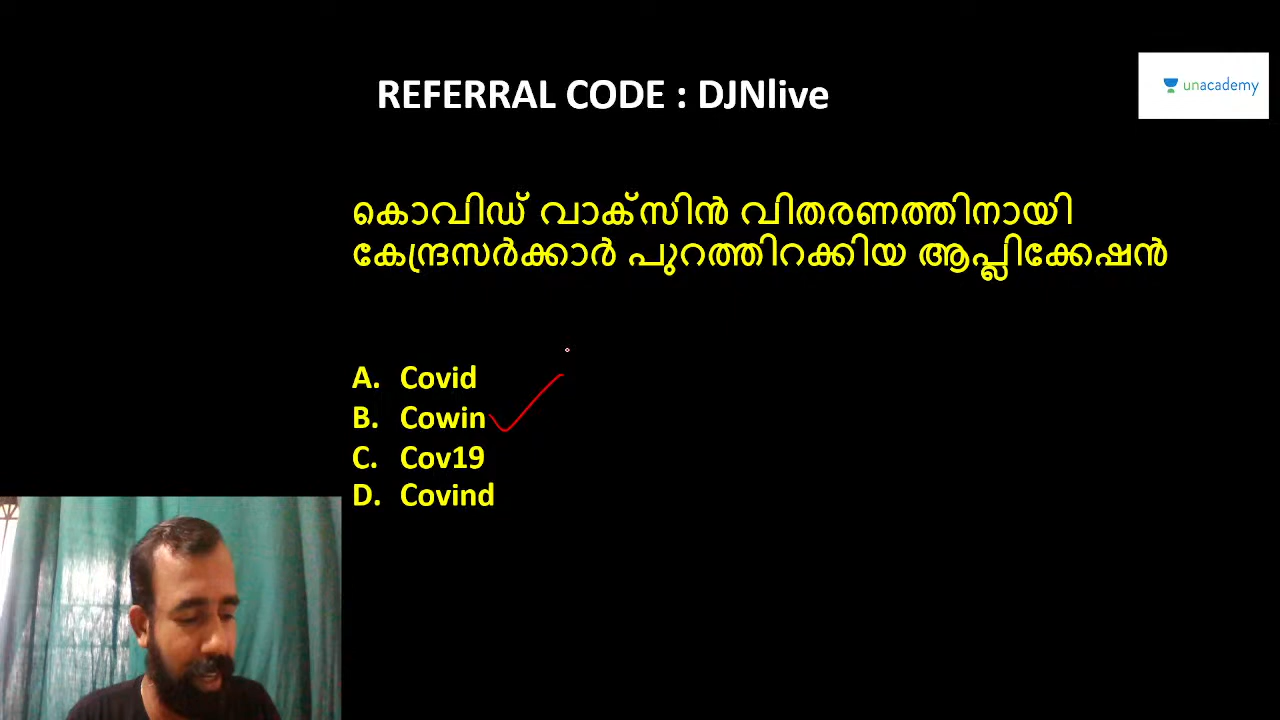 REFERRAL CODE : DJNlive
unacademy
കൊവിഡ് വാക്സിൻ വിതരണത്തിനായി
കേന്ദ്രസർക്കാർ പുറത്തിറക്കിയ ആപ്ലിക്കേഷൻ
A. Covid
B. Cowin
C. Cov19
D. Covind